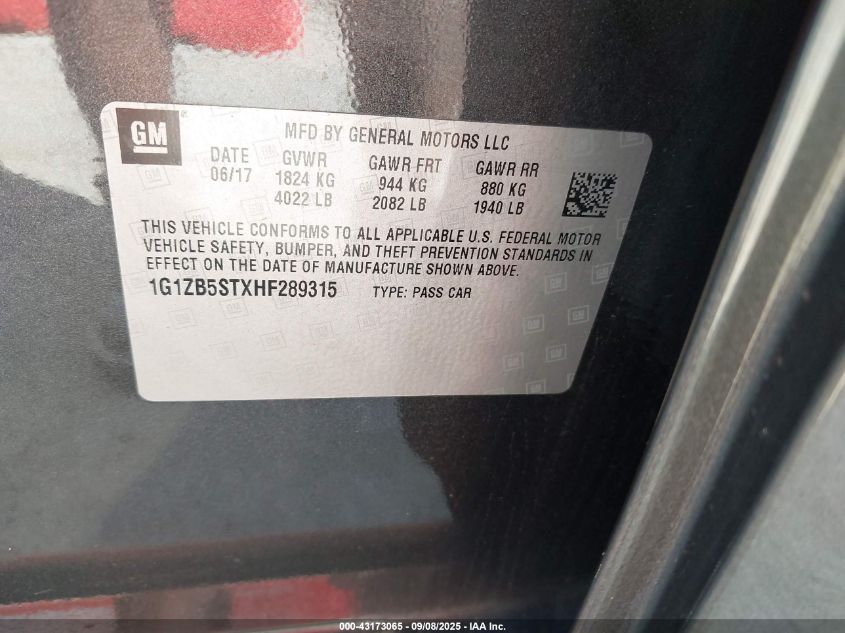 GM
MFD BY GENERAL MOTORS LLC
DATE GVWR GAWR FRT GAWR RR
06/17 1824 KG 944 KG 880 KG
4022 LB 2082 LB 1940 LB
THIS VEHICLE CONFORMS TO ALL APPLICABLE U.S. FEDERAL MOTOR
VEHICLE SAFETY, BUMPER, AND THEFT PREVENTION STANDARDS IN
EFFECT ON THE DATE OF MANUFACTURE SHOWN ABOVE.
1G1ZB5STXHF289315 TYPE: PASS CAR
000-43173065 - 09/08/2025 - IAA Inc.